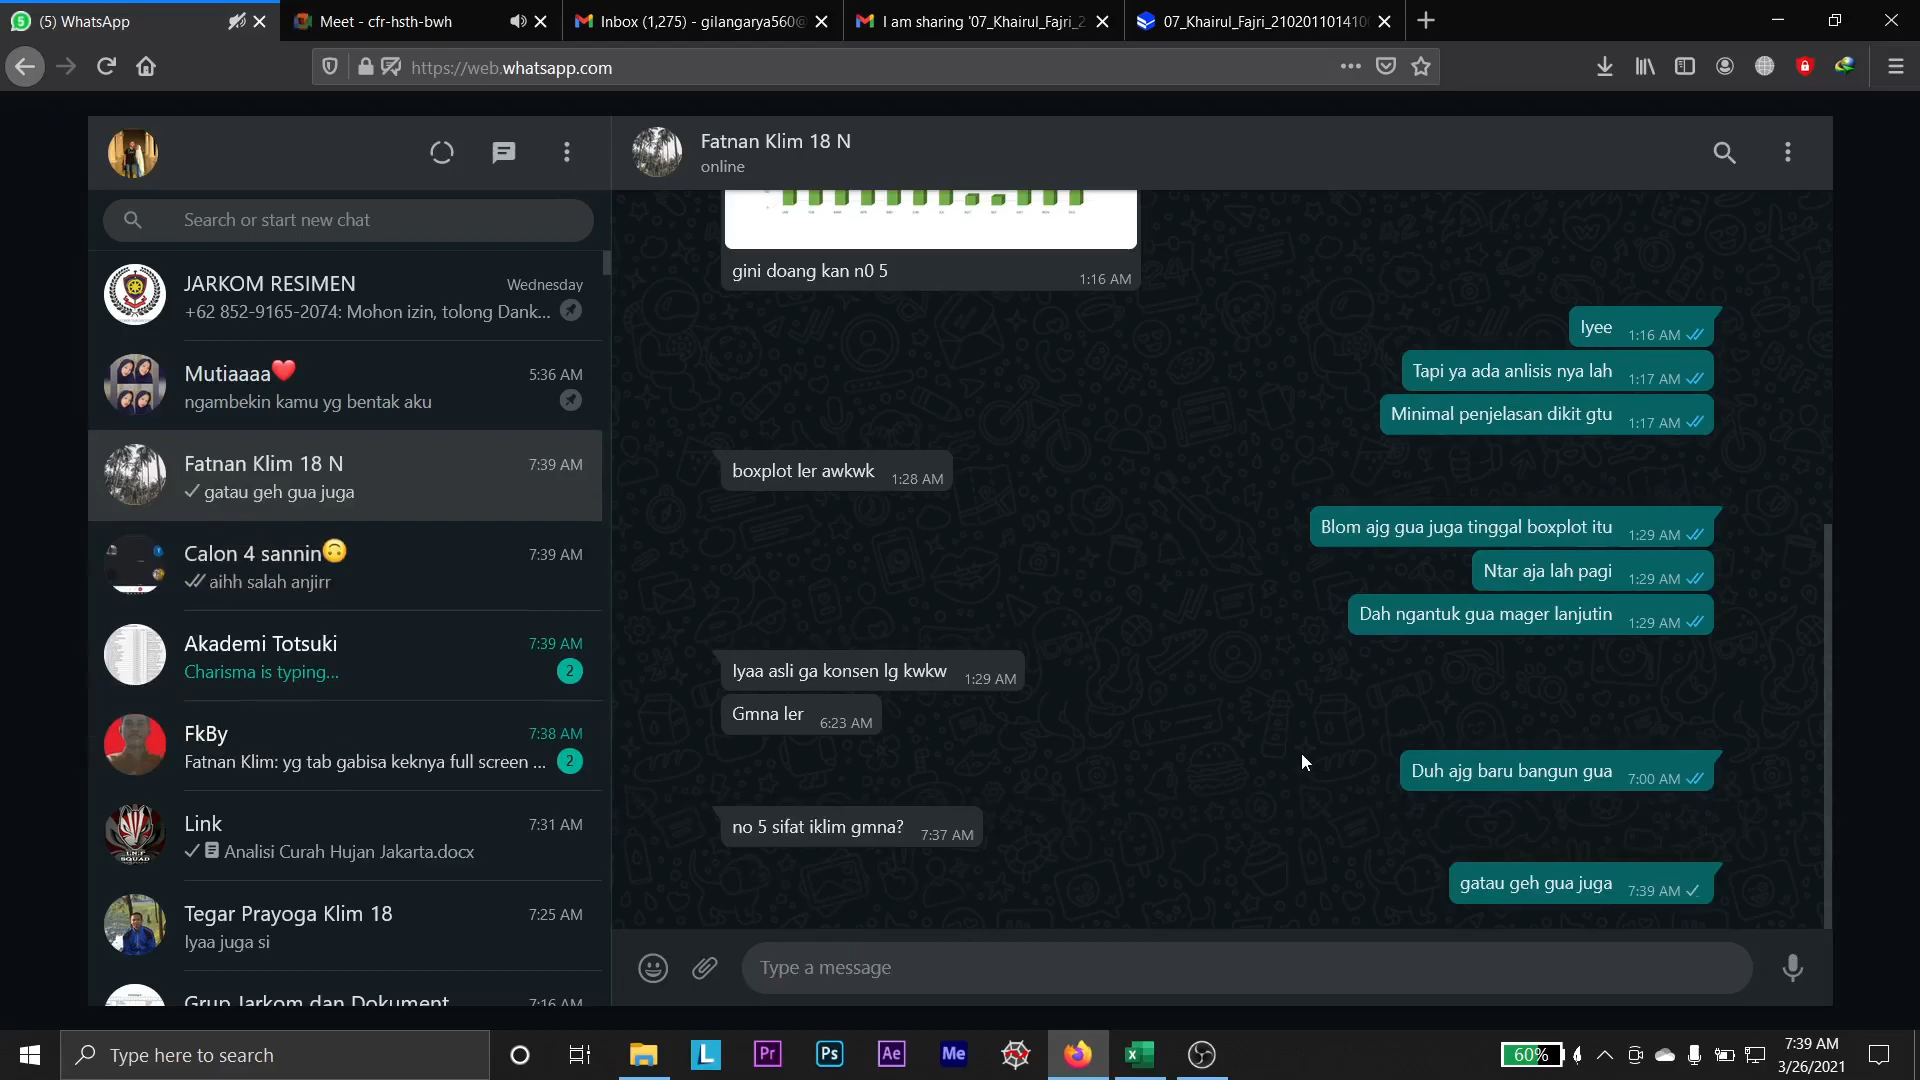 (5) WhatsApp
Meet - cfr-hsth-bwh
Inbox (1,275) - gilangarya560@
I am sharing '07_Khairul_Fajri_2
07_Khairul_Fajri_210201101410
https://web.whatsapp.com
Fatnan Klim 18 N
online
Search or start new chat
JARKOM RESIMEN
Wednesday
+62 852-9165-2074: Mohon izin, tolong Dank...
Mutiaaaa❤️
5:36 AM
ngambekin kamu yg bentak aku
Fatnan Klim 18 N
7:39 AM
gatau geh gua juga
Calon 4 sannin🙃
7:39 AM
aihh salah anjirr
Akademi Totsuki
7:39 AM
Charisma is typing...
2
FkBy
7:38 AM
Fatnan Klim: yg tab gabisa keknya full screen ...
2
Link
7:31 AM
Analisi Curah Hujan Jakarta.docx
Tegar Prayoga Klim 18
7:25 AM
Iyaa juga si
Grup Jarkom dan Dokument
7:16 AM
gini doang kan n0 5
1:16 AM
Iyee 1:16 AM
Tapi ya ada anlisis nya lah 1:17 AM
Minimal penjelasan dikit gtu 1:17 AM
boxplot ler awkwk 1:28 AM
Blom ajg gua juga tinggal boxplot itu 1:29 AM
Ntar aja lah pagi 1:29 AM
Dah ngantuk gua mager lanjutin 1:29 AM
Iyaa asli ga konsen lg kwkw 1:29 AM
Gmna ler 6:23 AM
Duh ajg baru bangun gua 7:00 AM
no 5 sifat iklim gmna? 7:37 AM
gatau geh gua juga 7:39 AM
Type a message
Type here to search
L
Pr
Ps
Ae
Me
60%
7:39 AM
3/26/2021